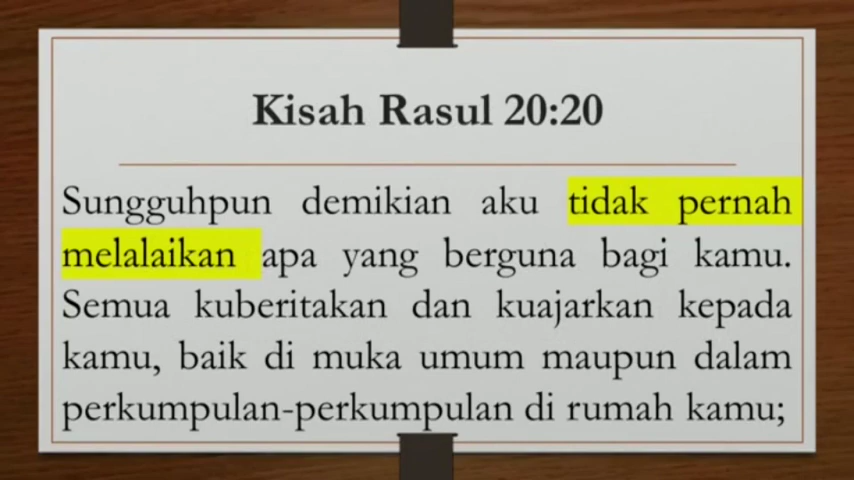 Kisah Rasul 20:20
Sungguhpun demikian aku tidak pernah
melalaikan apa yang berguna bagi kamu.
Semua kuberitakan dan kuajarkan kepada
kamu, baik di muka umum maupun dalam
perkumpulan-perkumpulan di rumah kamu;